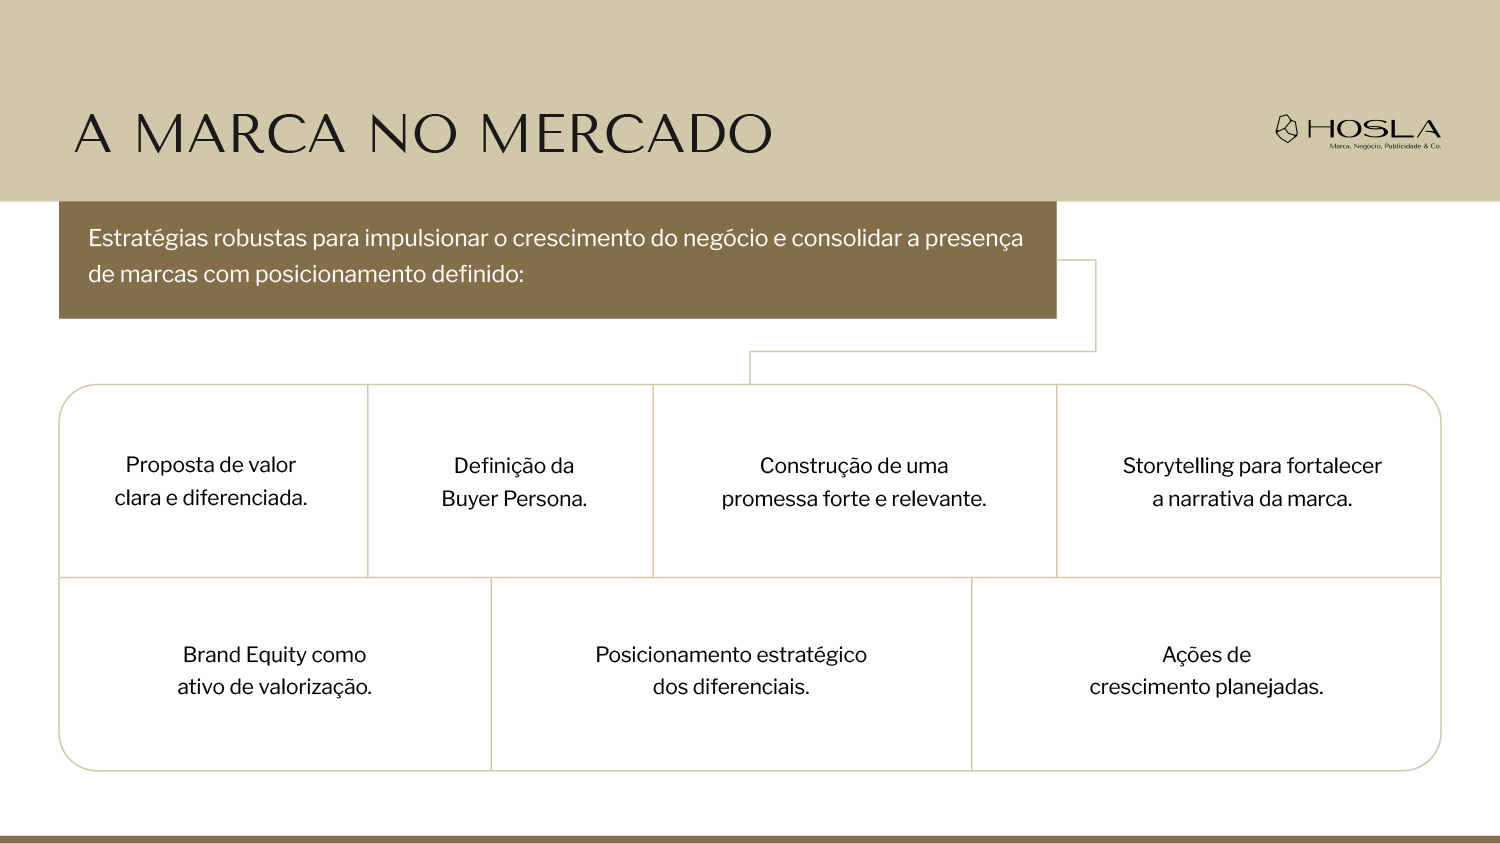 A MARCA NO MERCADO
HOSLA
Marca, Negócio, Publicidade & Co.
Estratégias robustas para impulsionar o crescimento do negócio e consolidar a presença
de marcas com posicionamento definido:
Proposta de valor
clara e diferenciada.
Definição da
Buyer Persona.
Construção de uma
promessa forte e relevante.
Storytelling para fortalecer
a narrativa da marca.
Brand Equity como
ativo de valorização.
Posicionamento estratégico
dos diferenciais.
Ações de
crescimento planejadas.